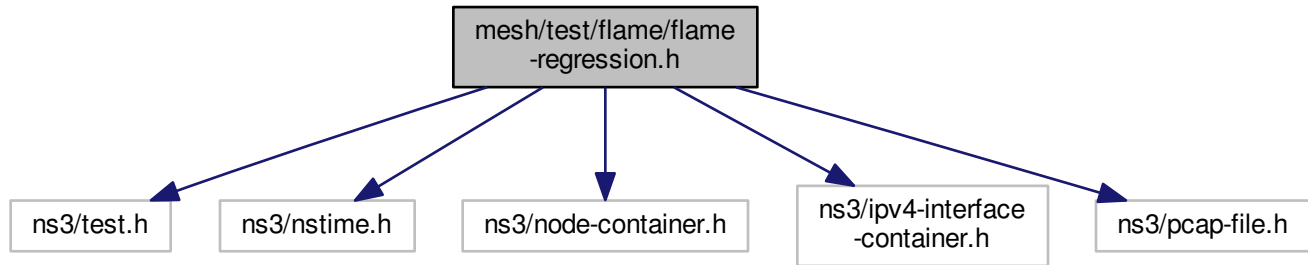 mesh/test/flame/flame
-regression.h
ns3/test.h
ns3/nstime.h
ns3/node-container.h
ns3/ipv4-interface
-container.h
ns3/pcap-file.h